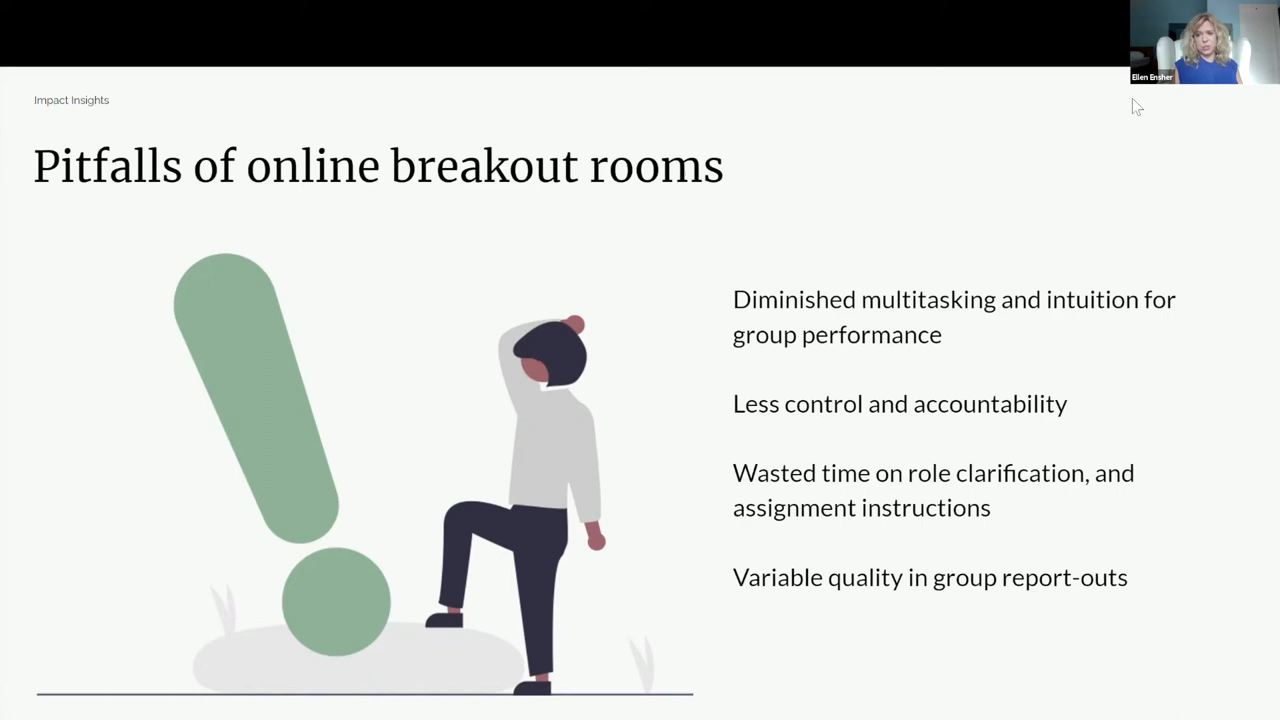 Ellen Ensher
Impact Insights
Pitfalls of online breakout rooms
Diminished multitasking and intuition for
group performance
Less control and accountability
Wasted time on role clarification, and
assignment instructions
Variable quality in group report-outs